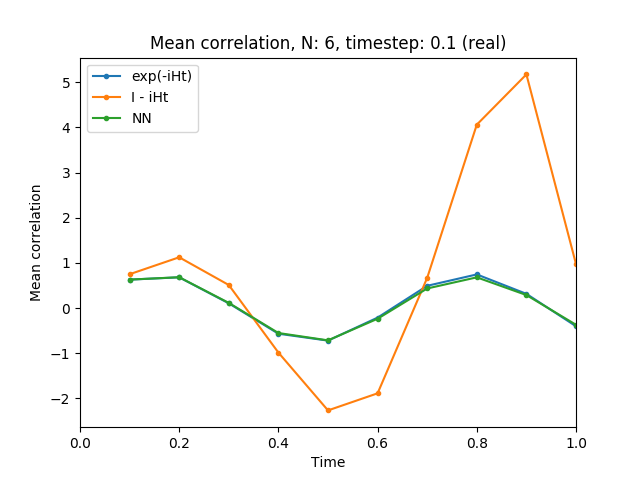 Mean correlation, N: 6, timestep: 0.1 (real)
exp(-iHt)
I - iHt
NN
Mean correlation
5
4
3
2
1
0
−1
−2
0.0 0.2 0.4 0.6 0.8 1.0
Time